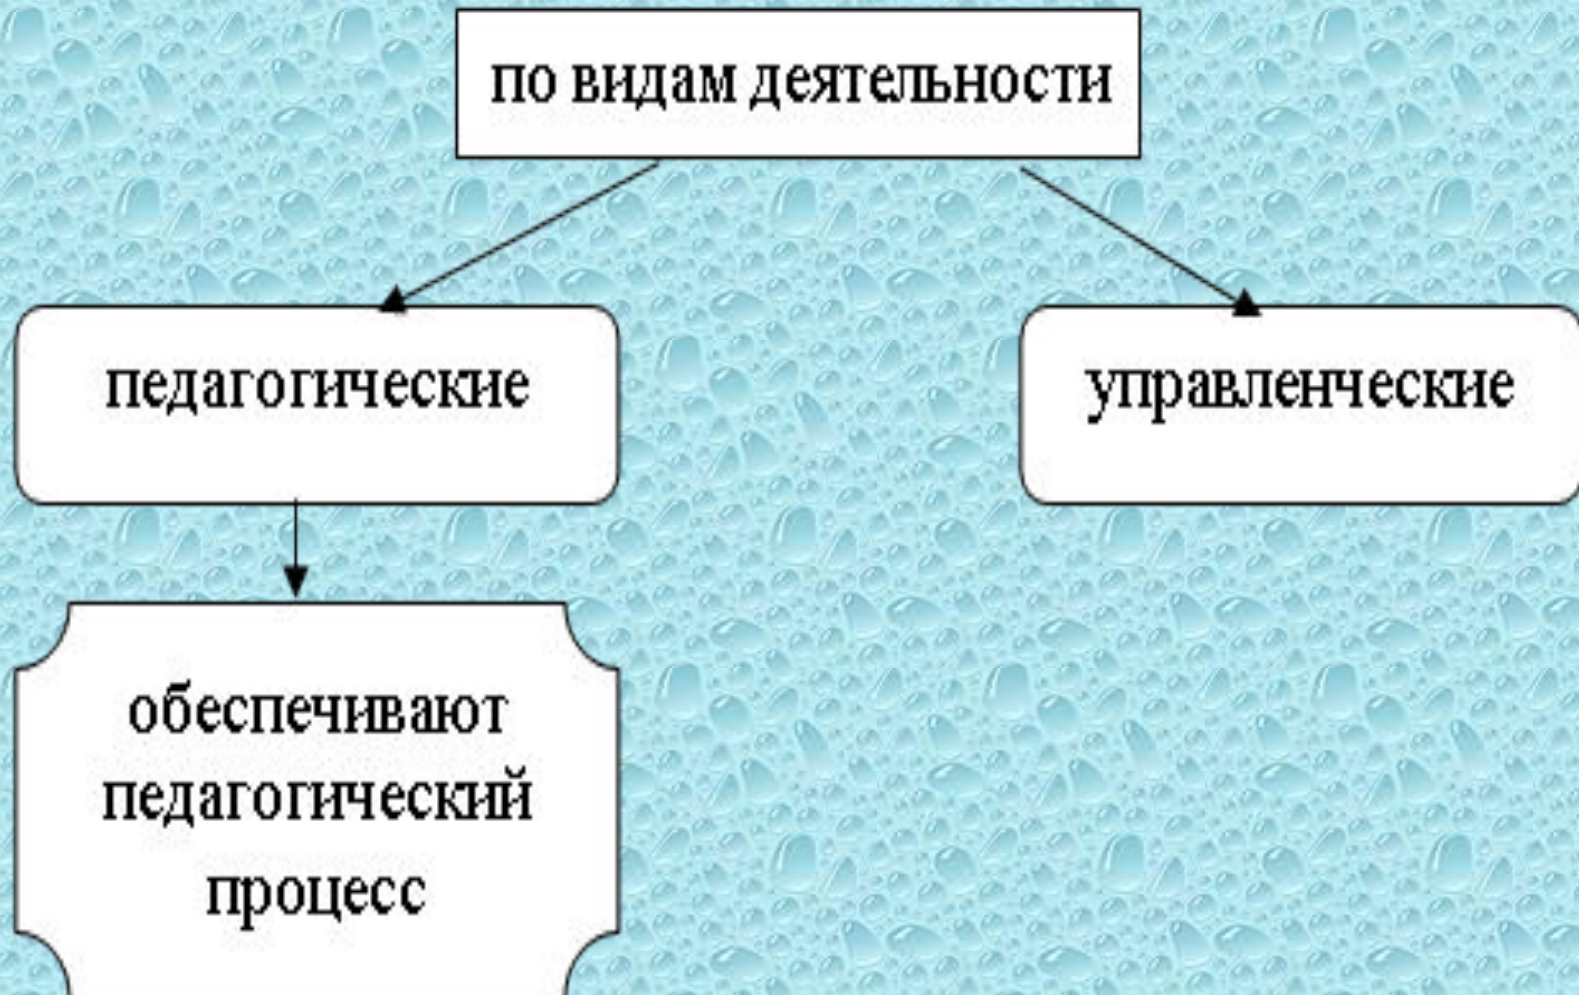 по видам деятельности
педагогические
управленческие
обеспечивают
педагогический
процесс